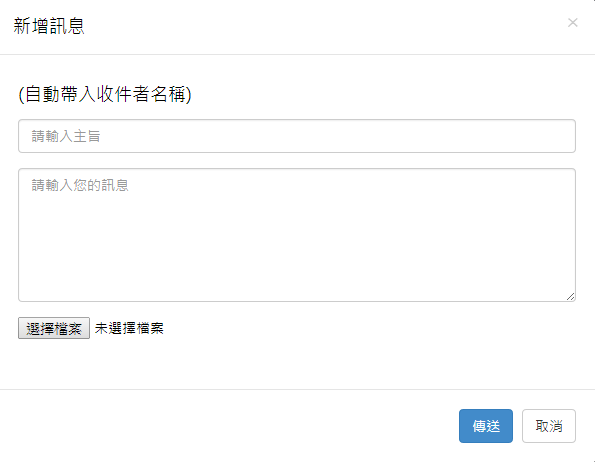 新增訊息
×
(自動帶入收件者名稱)
請輸入主旨
請輸入您的訊息
選擇檔案 未選擇檔案
傳送 取消